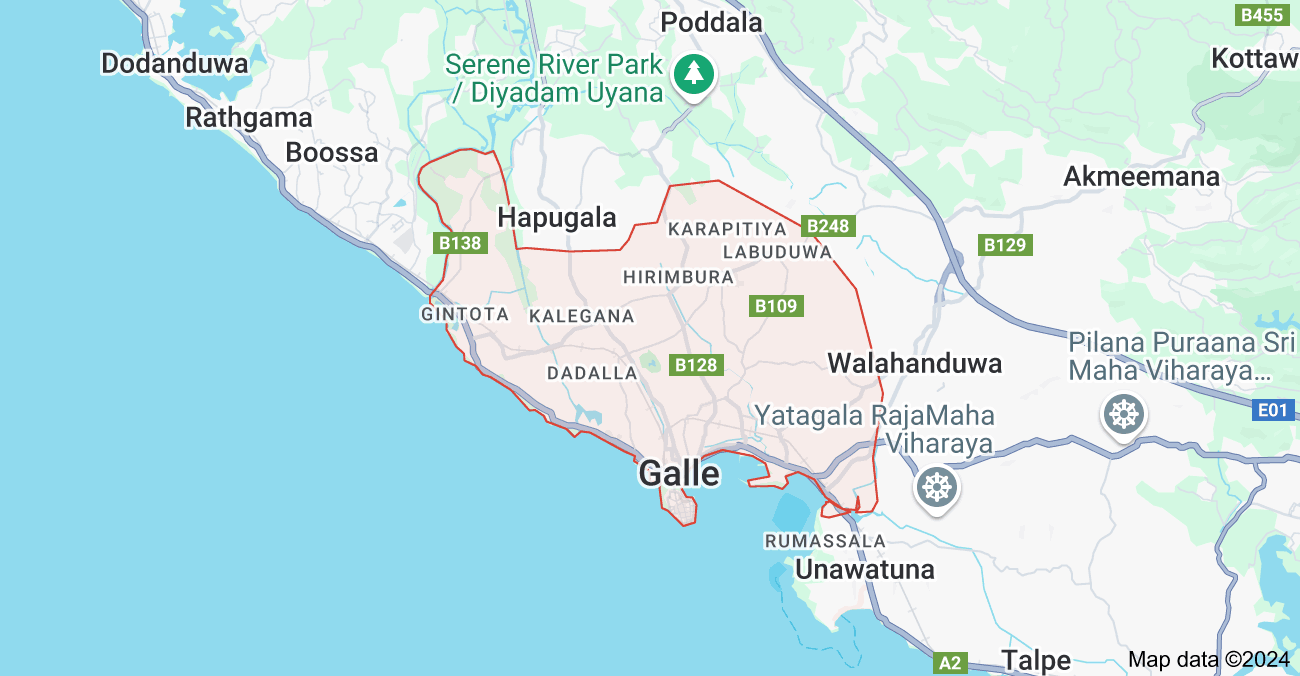 B455
Poddala
Kottaw
Dodanduwa
Serene River Park
/ Diyadam Uyana
Rathgama
Boossa
Akmeemana
Hapugala
KARAPITIYA
B248
B138
B129
LABUDUWA
HIRIMBURA
B109
GINTOTA
KALEGANA
Pilana Puraana Sri
Maha Viharaya...
Walahanduwa
B128
DADALLA
E01
Yatagala RajaMaha
Viharaya
Galle
RUMASSALA
Unawatuna
A2
Talpe
Map data ©2024